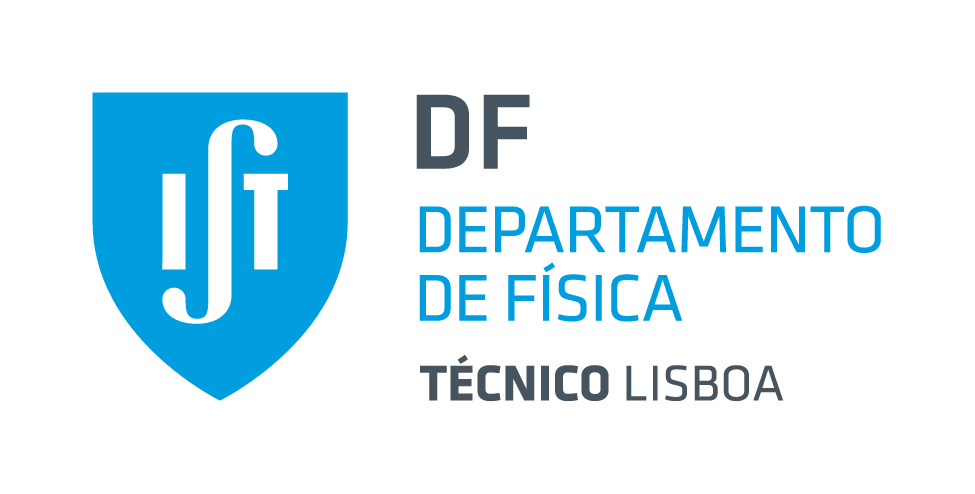 IST
DF
DEPARTAMENTO
DE FÍSICA
TÉCNICO LISBOA